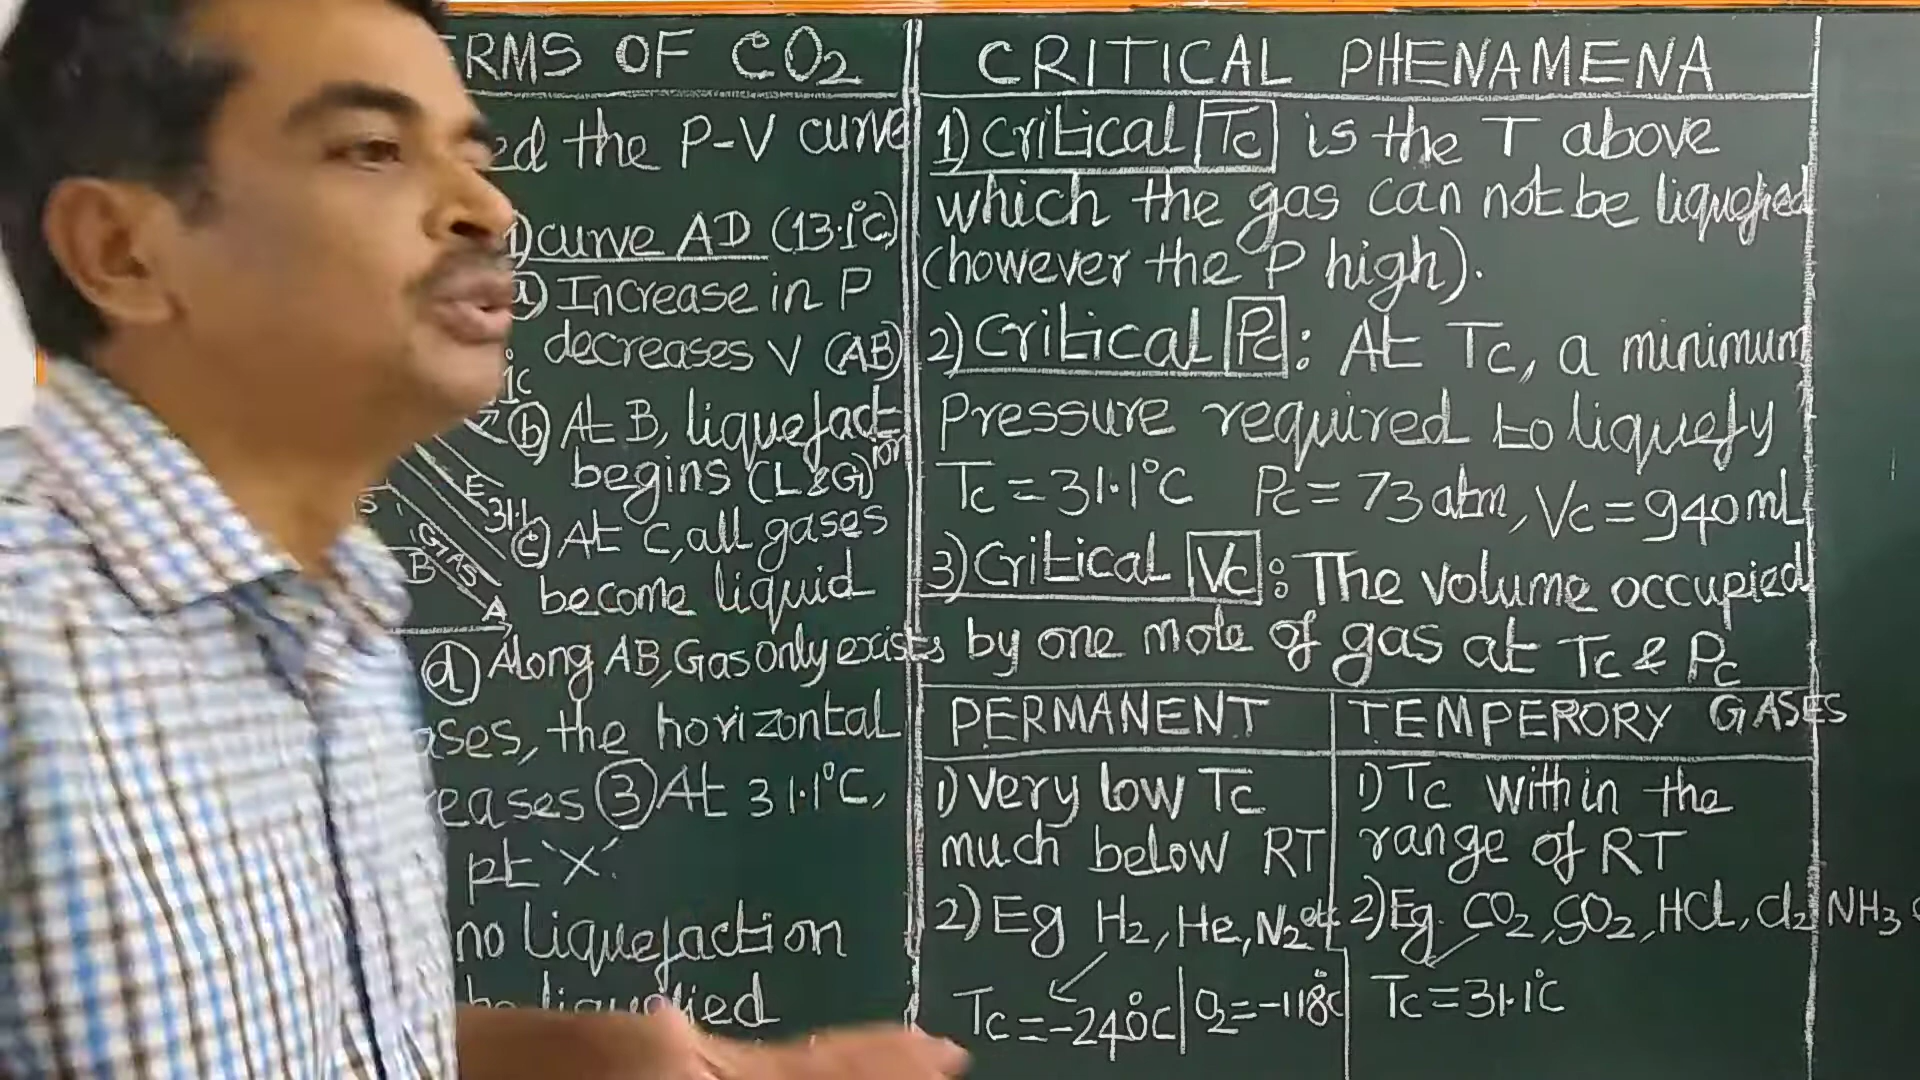 RMS OF CO2
ed the P-V curve
1) curve AD (13.1°C)
a) Increase in P
decreases V (AB)
b) At B, liquefaction
begins (L&G)
c) At C, all gases
become liquid
d) Along AB, Gas only exists
ases, the horizontal
eases 3) At 31.1°C,
pt 'X'.
no liquefaction
be liquefied
E
31.1
GAS
B
A
CRITICAL PHENAMENA
1) Critical Tc is the T above
which the gas can not be liquefied
(however the P high).
2) Critical Pc : At Tc, a minimum
Pressure required to liquefy
Tc = 31.1°C Pc = 73 atm, Vc = 940 mL
3) Critical Vc : The volume occupied
by one mole of gas at Tc & Pc
PERMANENT
1) Very low Tc
much below RT
2) Eg H2, He, N2 etc
Tc = -240°C | O2 = -118°C
TEMPERORY GASES
1) Tc within the
range of RT
2) Eg. CO2, SO2, HCl, Cl2 NH3
Tc = 31.1°C